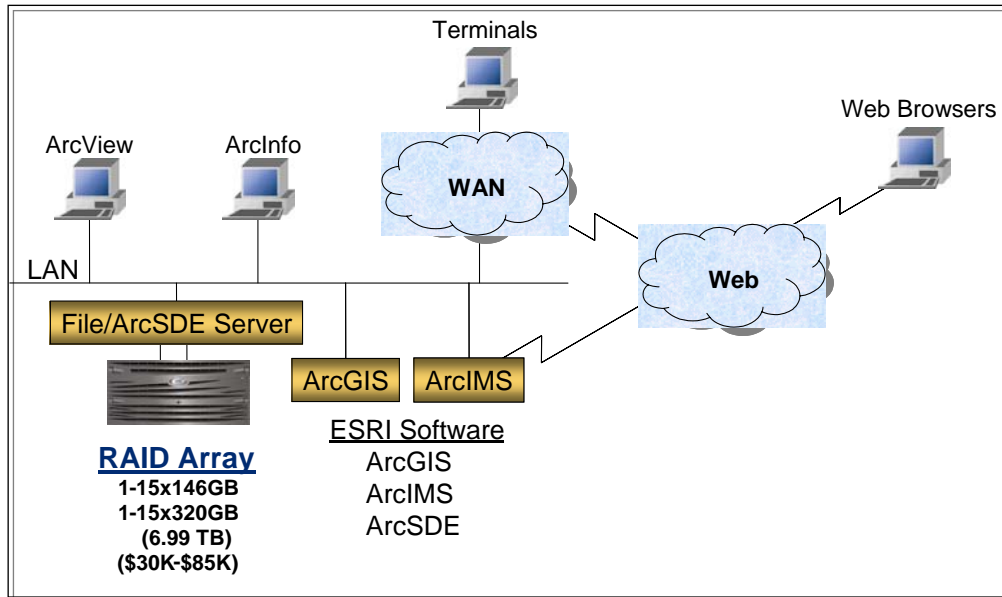 Terminals
Web Browsers
ArcView
ArcInfo
WAN
LAN
Web
File/ArcSDE Server
ArcGIS
ArcIMS
RAID Array
1-15x146GB
1-15x320GB
(6.99 TB)
($30K-$85K)
ESRI Software
ArcGIS
ArcIMS
ArcSDE